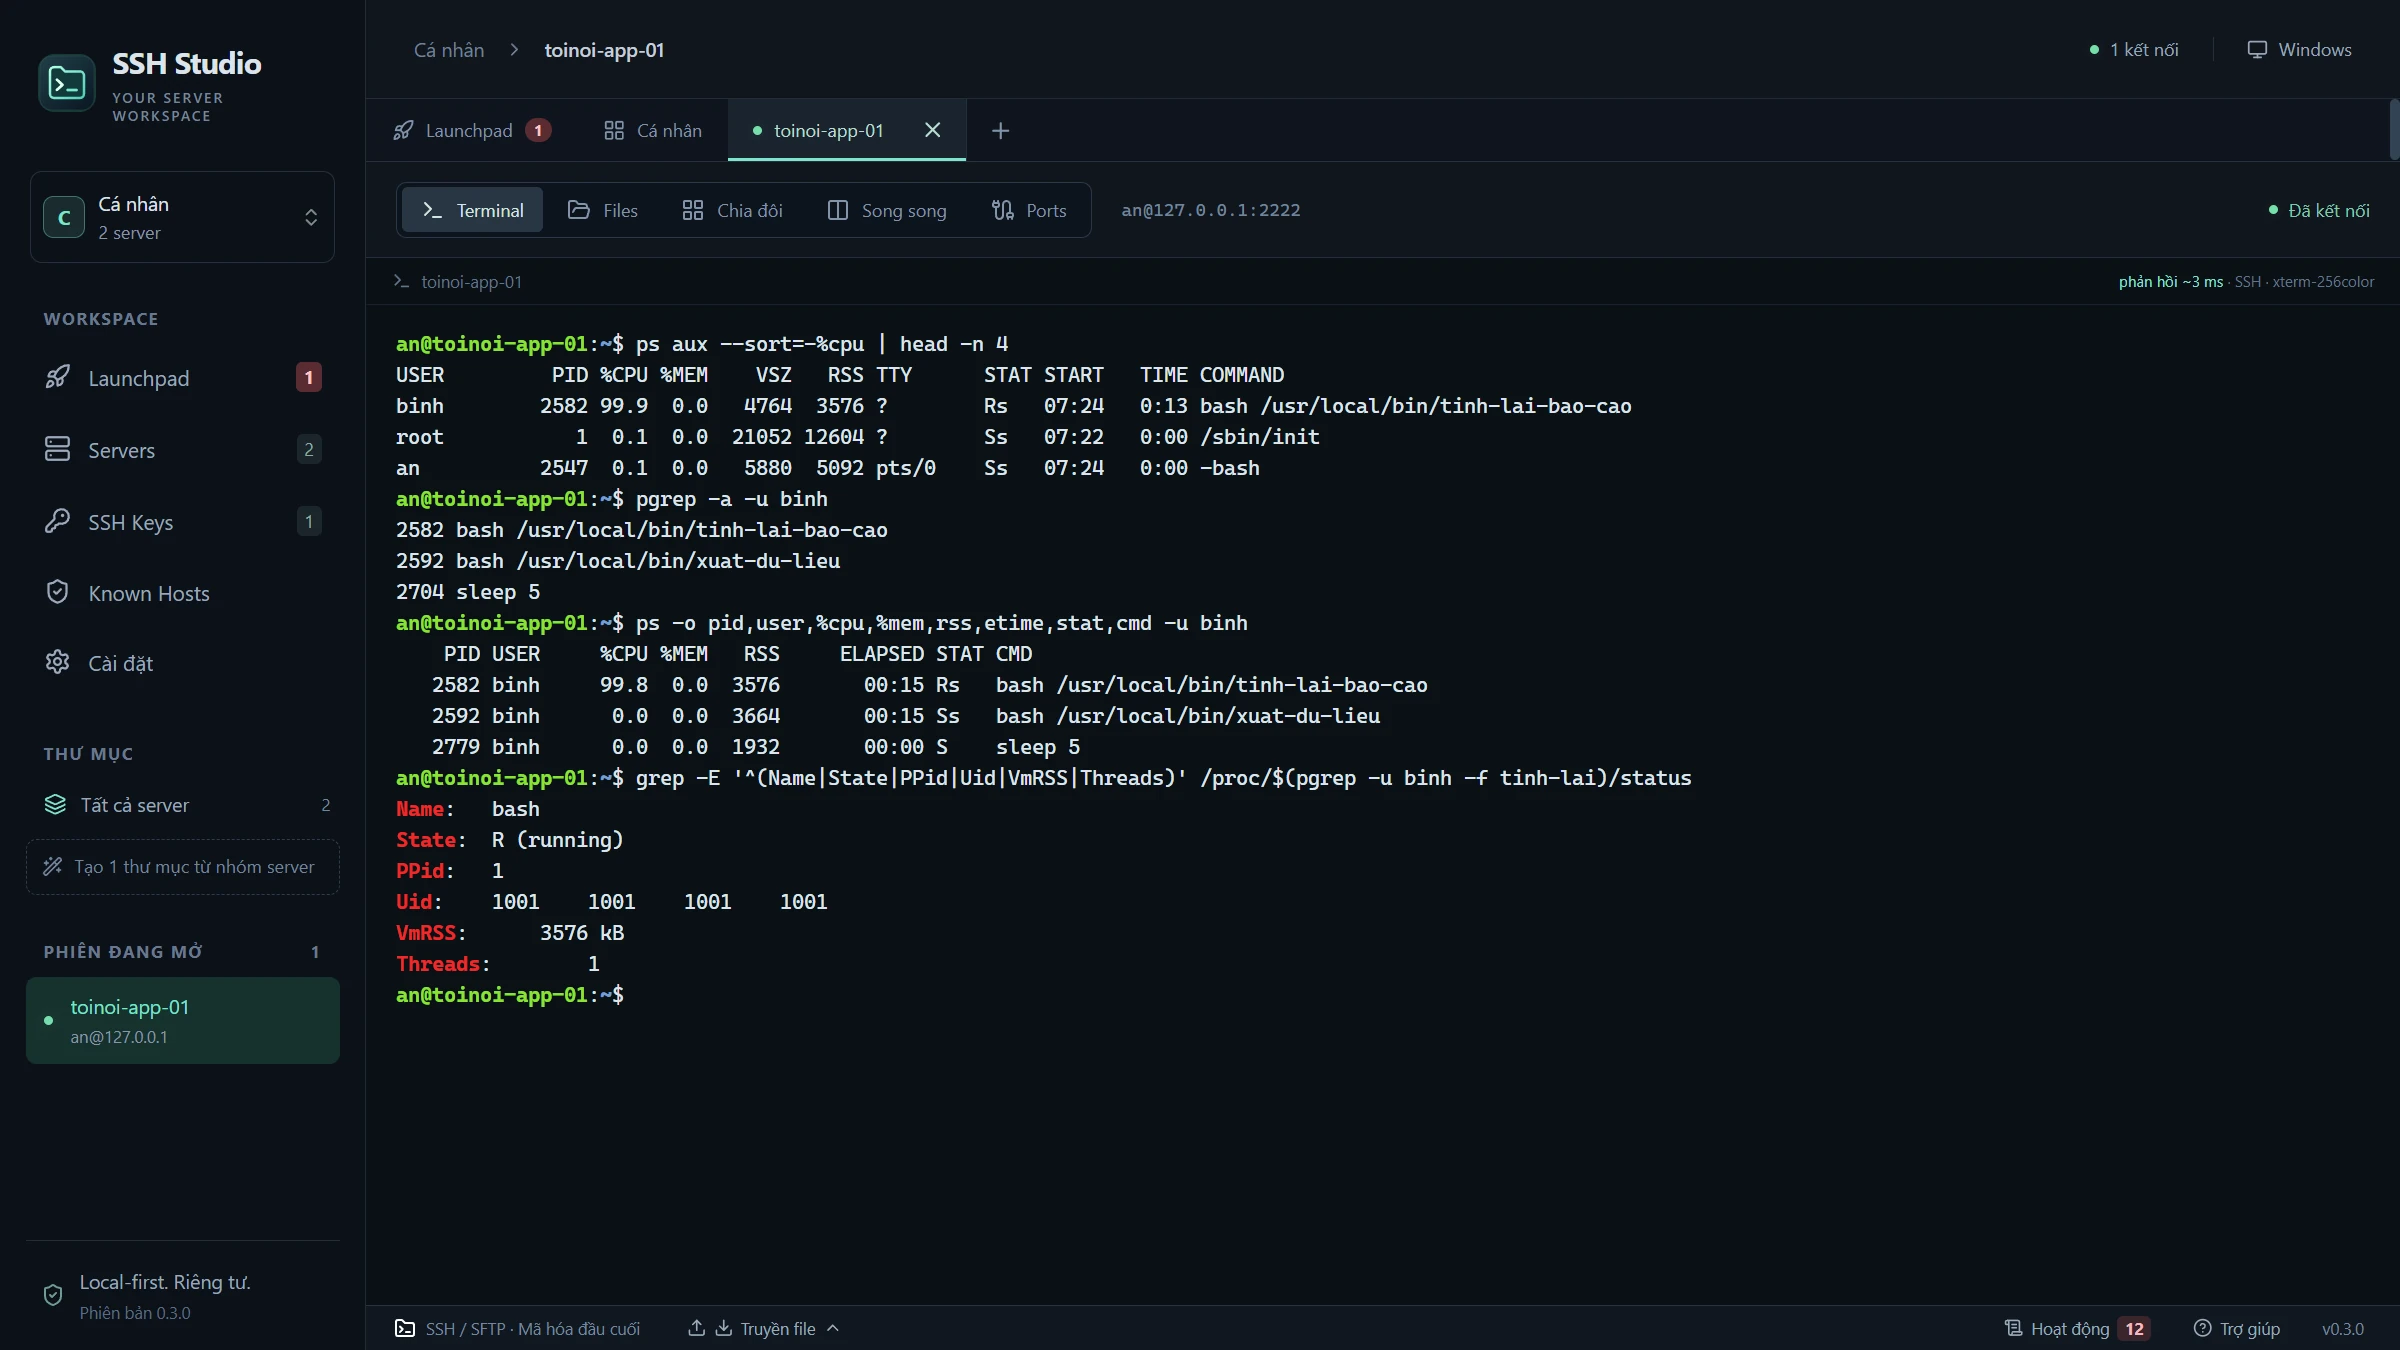 SSH Studio
YOUR SERVER
WORKSPACE
C
Cá nhân
2 server
WORKSPACE
Launchpad 1
Servers 2
SSH Keys 1
Known Hosts
Cài đặt
THƯ MỤC
Tất cả server 2
Tạo 1 thư mục từ nhóm server
PHIÊN ĐANG MỞ 1
toinoi-app-01
an@127.0.0.1
Local-first. Riêng tư.
Phiên bản 0.3.0
Cá nhân > toinoi-app-01
1 kết nối
Windows
Launchpad 1
Cá nhân
toinoi-app-01
Terminal
Files
Chia đôi
Song song
Ports
an@127.0.0.1:2222
Đã kết nối
toinoi-app-01
phản hồi ~3 ms · SSH · xterm-256color
an@toinoi-app-01:~$ ps aux --sort=-%cpu | head -n 4
USER         PID %CPU %MEM    VSZ   RSS TTY      STAT START   TIME COMMAND
binh        2582 99.9  0.0   4764  3576 ?        Rs   07:24   0:13 bash /usr/local/bin/tinh-lai-bao-cao
root           1  0.1  0.0  21052 12604 ?        Ss   07:22   0:00 /sbin/init
an          2547  0.1  0.0   5880  5092 pts/0    Ss   07:24   0:00 -bash
an@toinoi-app-01:~$ pgrep -a -u binh
2582 bash /usr/local/bin/tinh-lai-bao-cao
2592 bash /usr/local/bin/xuat-du-lieu
2704 sleep 5
an@toinoi-app-01:~$ ps -o pid,user,%cpu,%mem,rss,etime,stat,cmd -u binh
    PID USER     %CPU %MEM   RSS     ELAPSED STAT CMD
   2582 binh     99.8  0.0  3576       00:15 Rs   bash /usr/local/bin/tinh-lai-bao-cao
   2592 binh      0.0  0.0  3664       00:15 Ss   bash /usr/local/bin/xuat-du-lieu
   2779 binh      0.0  0.0  1932       00:00 S    sleep 5
an@toinoi-app-01:~$ grep -E '^(Name|State|PPid|Uid|VmRSS|Threads)' /proc/$(pgrep -u binh -f tinh-lai)/status
Name:   bash
State:  R (running)
PPid:   1
Uid:    1001    1001    1001    1001
VmRSS:      3576 kB
Threads:        1
an@toinoi-app-01:~$
SSH / SFTP · Mã hóa đầu cuối
Truyền file
Hoạt động 12
Trợ giúp
v0.3.0